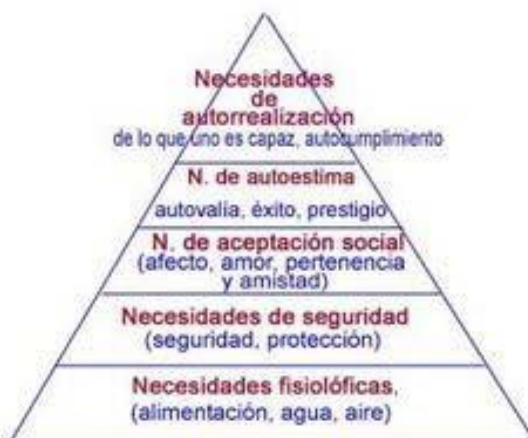 Necesidades
de
autorrealización
de lo que uno es capaz, autocumplimiento
N. de autoestima
autovalía, éxito, prestigio
N. de aceptación social
(afecto, amor, pertenencia
y amistad)
Necesidades de seguridad
(seguridad, protección)
Necesidades fisiolóficas,
(alimentación, agua, aire)